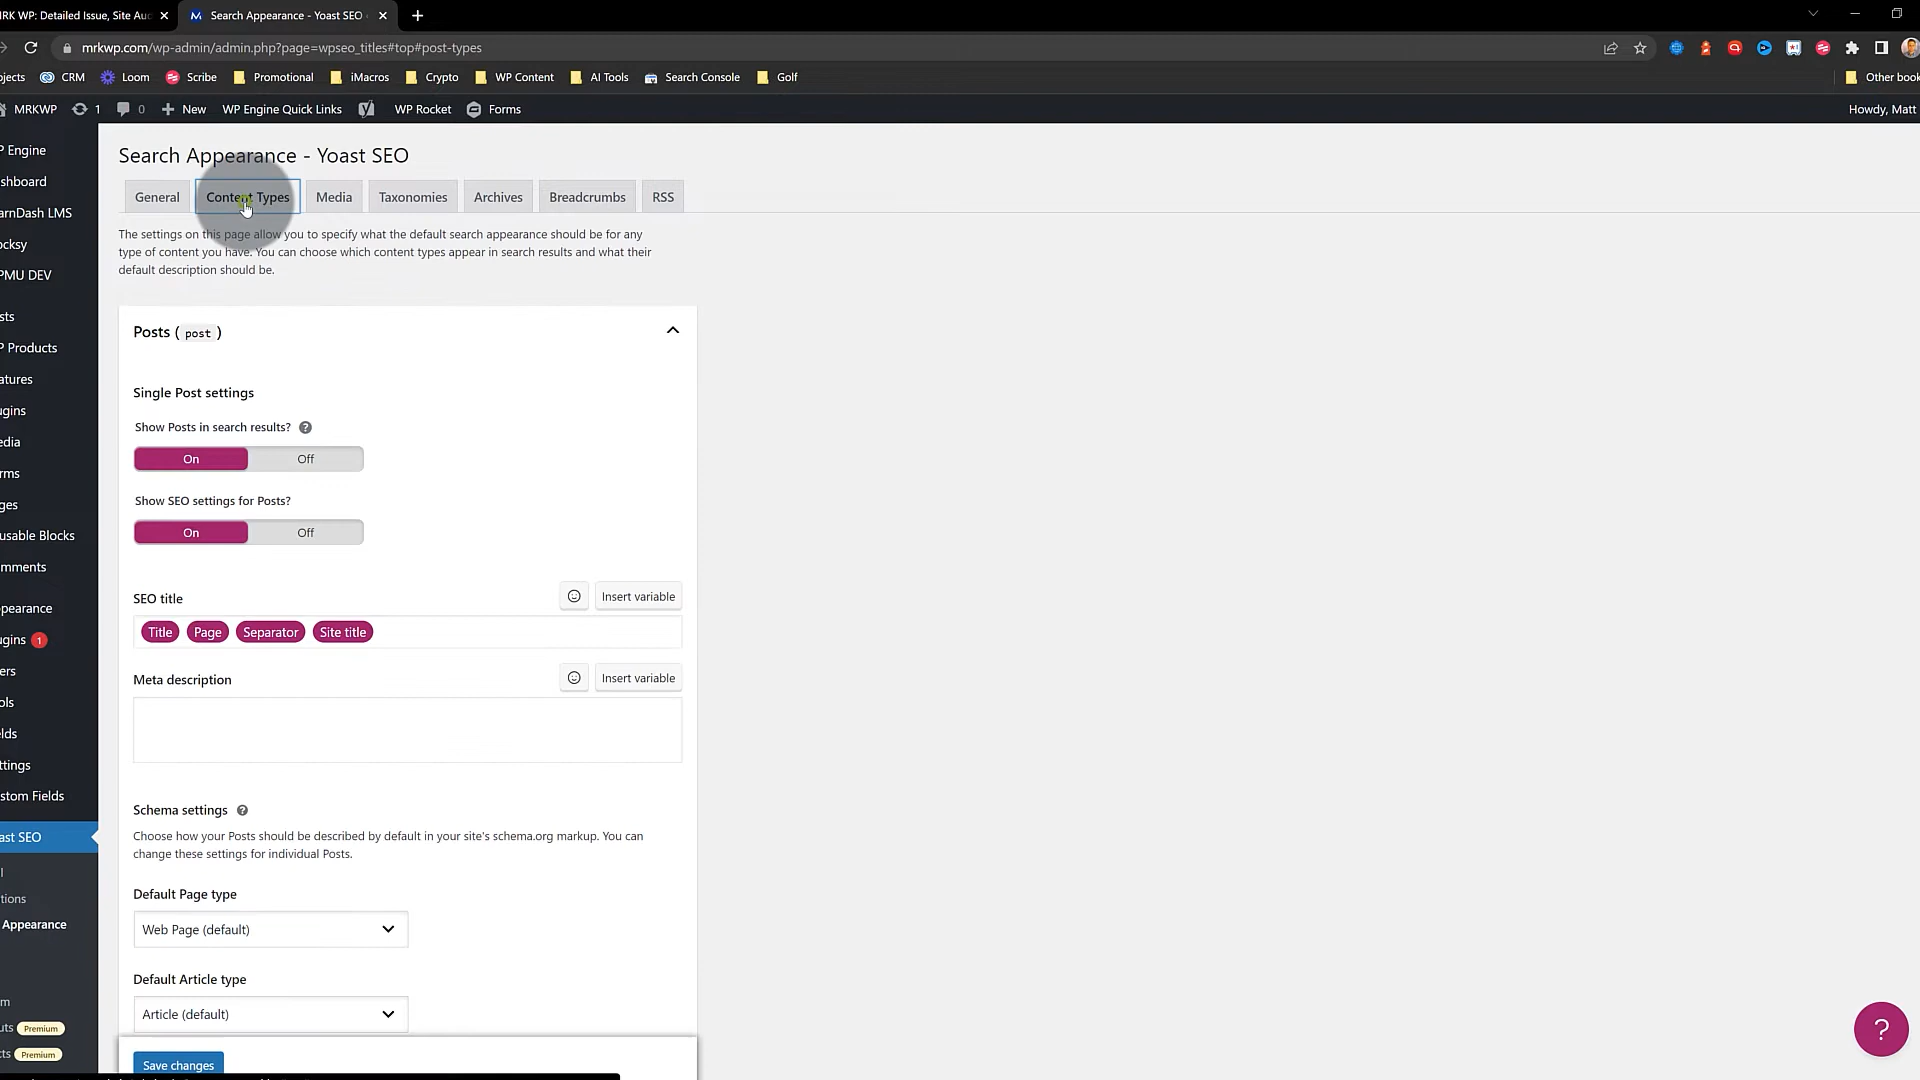 RK WP: Detailed Issue, Site Au
Search Appearance - Yoast SEO
mrkwp.com/wp-admin/admin.php?page=wpseo_titles#top#post-types
ojects CRM Loom Scribe Promotional iMacros Crypto WP Content AI Tools Search Console Golf Other book
MRKWP 1 0 New WP Engine Quick Links WP Rocket Forms Howdy, Matt
P Engine
shboard
arnDash LMS
ocksy
PMU DEV
sts
P Products
atures
ugins
edia
rms
ges
usable Blocks
mments
pearance
ugins 1
ers
ols
elds
ttings
stom Fields
ast SEO
l
tions
Appearance
m
uts Premium
cts Premium
Search Appearance - Yoast SEO
General Content Types Media Taxonomies Archives Breadcrumbs RSS
The settings on this page allow you to specify what the default search appearance should be for any
type of content you have. You can choose which content types appear in search results and what their
default description should be.
Posts ( post )
Single Post settings
Show Posts in search results? ?
On Off
Show SEO settings for Posts?
On Off
SEO title Insert variable
Title Page Separator Site title
Meta description Insert variable
Schema settings ?
Choose how your Posts should be described by default in your site's schema.org markup. You can
change these settings for individual Posts.
Default Page type
Web Page (default)
Default Article type
Article (default)
Save changes
?